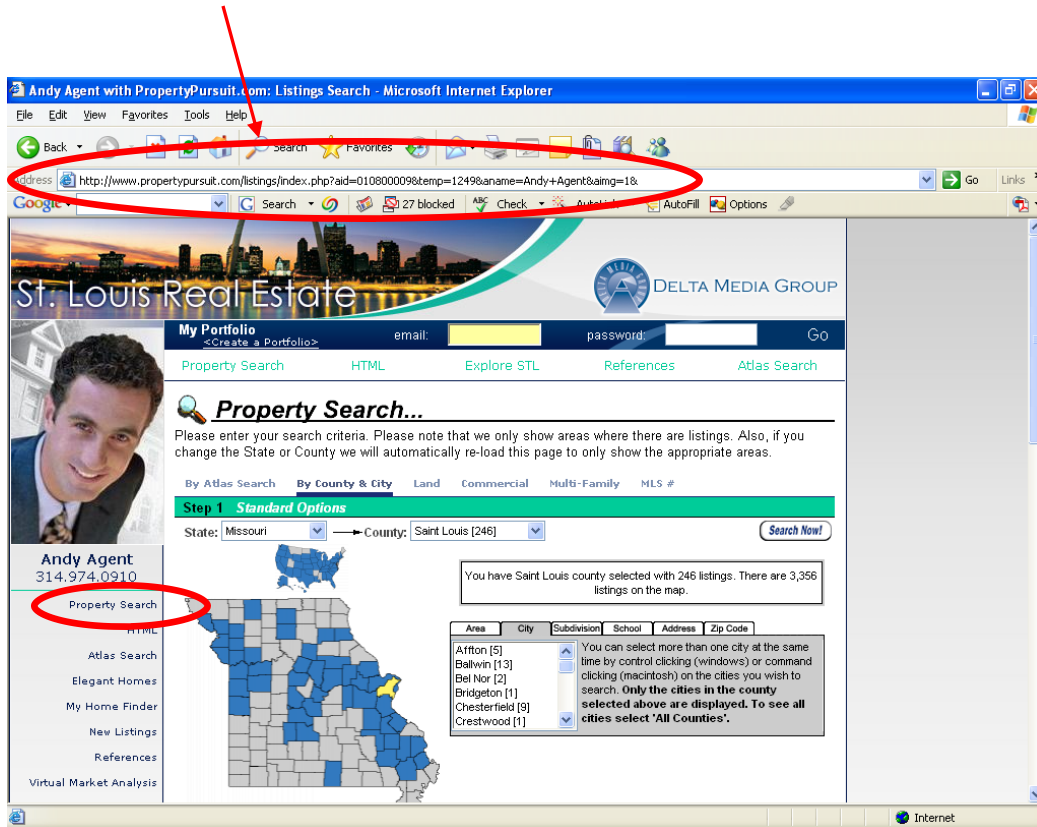 Andy Agent with PropertyPursuit.com: Listings Search - Microsoft Internet Explorer
File Edit View Favorites Tools Help
Back Search Favorites
Address http://www.propertypursuit.com/listings/index.php?aid=010800009&temp=1249&aname=Andy+Agent&aimg=1& Go Links
Google Search 27 blocked ABC Check AutoLink AutoFill Options
St. Louis Real Estate
DELTA MEDIA GROUP
My Portfolio email: password: Go
<Create a Portfolio>
Property Search HTML Explore STL References Atlas Search
Property Search...
Please enter your search criteria. Please note that we only show areas where there are listings. Also, if you
change the State or County we will automatically re-load this page to only show the appropriate areas.
By Atlas Search By County & City Land Commercial Multi-Family MLS #
Step 1 Standard Options
State: Missouri County: Saint Louis [246] Search Now!
Andy Agent
314.974.0910
Property Search
HTML
Atlas Search
Elegant Homes
My Home Finder
New Listings
References
Virtual Market Analysis
You have Saint Louis county selected with 246 listings. There are 3,356
listings on the map.
Area City Subdivision School Address Zip Code
Affton [5]
Ballwin [13]
Bel Nor [2]
Bridgeton [1]
Chesterfield [9]
Crestwood [1]
You can select more than one city at the same
time by control clicking (windows) or command
clicking (macintosh) on the cities you wish to
search. Only the cities in the county
selected above are displayed. To see all
cities select 'All Counties'.
Internet